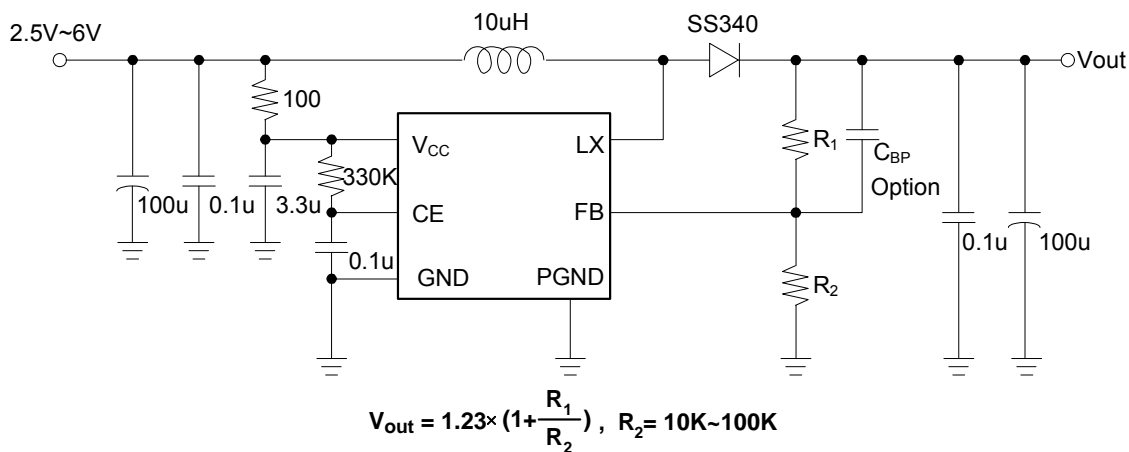 10uH
SS340
2.5V~6V
Vout
100
VCC
LX
R1
CBP
Option
330K
100u
0.1u
3.3u
CE
FB
0.1u
100u
0.1u
GND
PGND
R2
Vout = 1.23×(1+R1/R2) , R2= 10K~100K